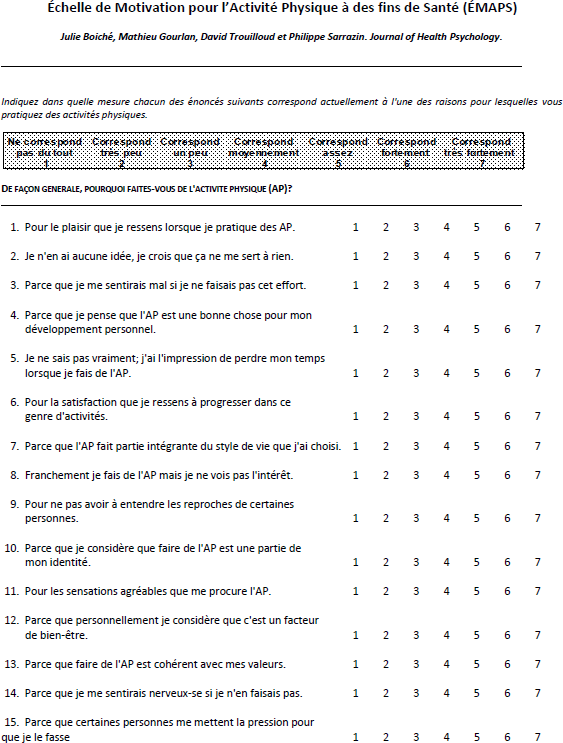 Échelle de Motivation pour l'Activité Physique à des fins de Santé (ÉMAPS)
Julie Boiché, Mathieu Gourlan, David Trouilloud et Philippe Sarrazin. Journal of Health Psychology.
Indiquez dans quelle mesure chacun des énoncés suivants correspond actuellement à l'une des raisons pour lesquelles vous
pratiquez des activités physiques.
Ne correspond Correspond Correspond Correspond Correspond Correspond Correspond
pas du tout très peu un peu moyennement assez fortement très fortement
1 2 3 4 5 6 7
DE FAÇON GENERALE, POURQUOI FAITES-VOUS DE L'ACTIVITE PHYSIQUE (AP)?
1. Pour le plaisir que je ressens lorsque je pratique des AP. 1 2 3 4 5 6 7
2. Je n'en ai aucune idée, je crois que ça ne me sert à rien. 1 2 3 4 5 6 7
3. Parce que je me sentirais mal si je ne faisais pas cet effort. 1 2 3 4 5 6 7
4. Parce que je pense que l'AP est une bonne chose pour mon
développement personnel. 1 2 3 4 5 6 7
5. Je ne sais pas vraiment; j'ai l'impression de perdre mon temps
lorsque je fais de l'AP. 1 2 3 4 5 6 7
6. Pour la satisfaction que je ressens à progresser dans ce
genre d'activités. 1 2 3 4 5 6 7
7. Parce que l'AP fait partie intégrante du style de vie que j'ai choisi. 1 2 3 4 5 6 7
8. Franchement je fais de l'AP mais je ne vois pas l'intérêt. 1 2 3 4 5 6 7
9. Pour ne pas avoir à entendre les reproches de certaines
personnes. 1 2 3 4 5 6 7
10. Parce que je considère que faire de l'AP est une partie de
mon identité. 1 2 3 4 5 6 7
11. Pour les sensations agréables que me procure l'AP. 1 2 3 4 5 6 7
12. Parce que personnellement je considère que c'est un facteur
de bien-être. 1 2 3 4 5 6 7
13. Parce que faire de l'AP est cohérent avec mes valeurs. 1 2 3 4 5 6 7
14. Parce que je me sentirais nerveux-se si je n'en faisais pas. 1 2 3 4 5 6 7
15. Parce que certaines personnes me mettent la pression pour
que je le fasse 1 2 3 4 5 6 7